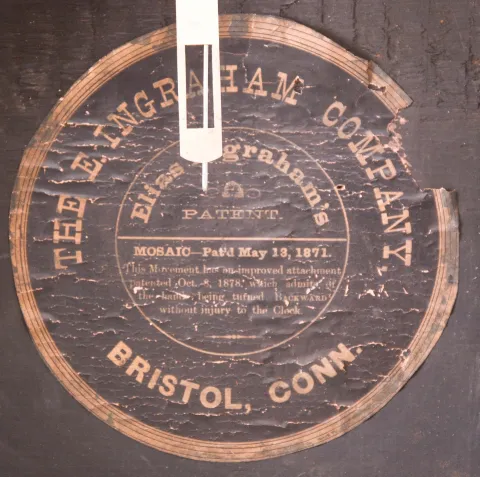 THE E. INGRAHAM COMPANY
Elias Ingraham's
PATENT.
MOSAIC—Pat'd May 13, 1871.
This Movement has an improved attachment
patented Oct. 8, 1878, which admits of
the hands being turned BACKWARD
without injury to the Clock.
BRISTOL, CONN.